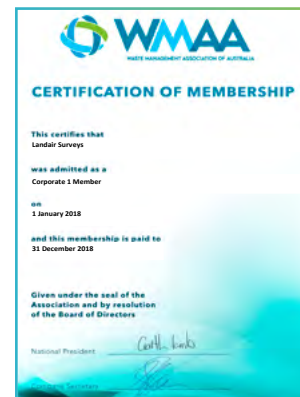 WMAA
WASTE MANAGEMENT ASSOCIATION OF AUSTRALIA
CERTIFICATION OF MEMBERSHIP
This certifies that
Landair Surveys
was admitted as a
Corporate 1 Member
on
1 January 2018
and this membership is paid to
31 December 2018
Given under the seal of the
Association and by resolution
of the Board of Directors
National President
Company Secretary